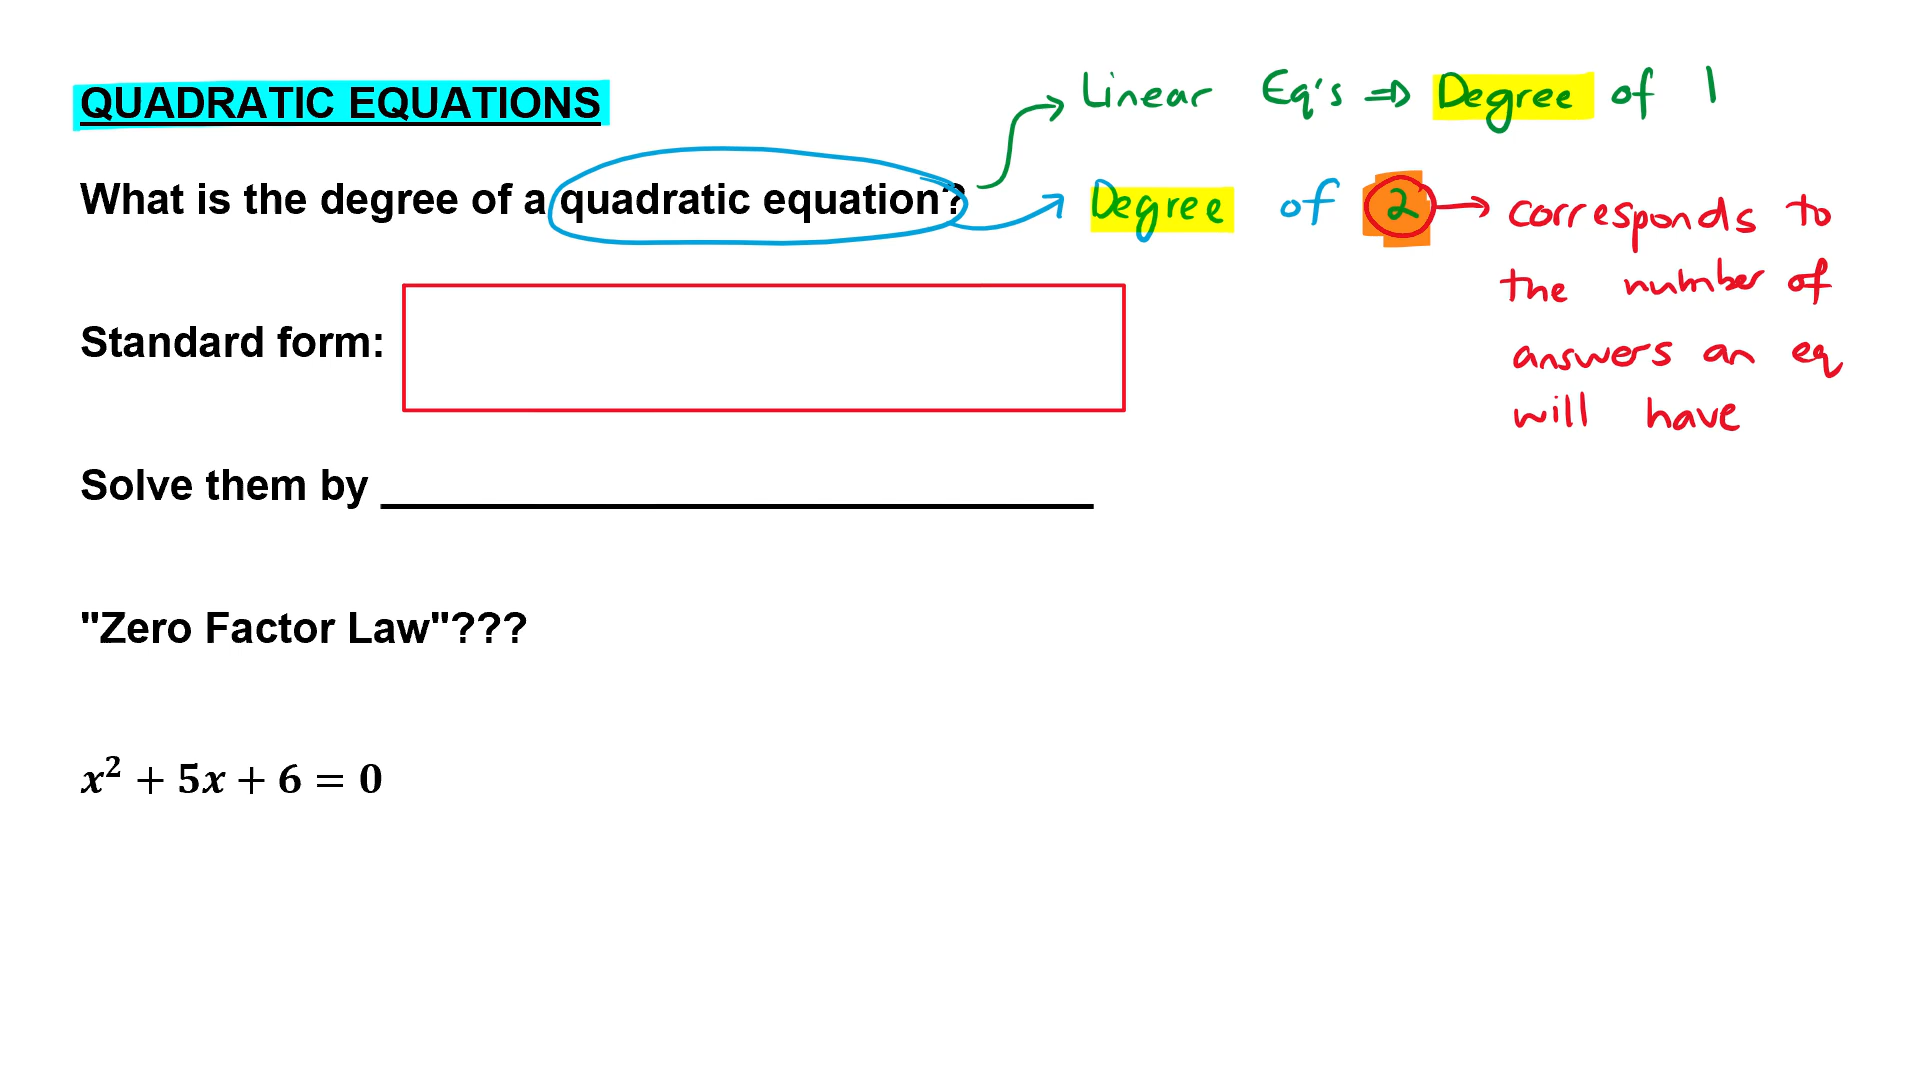 QUADRATIC EQUATIONS
Linear Eq's ⇒ Degree of 1
What is the degree of a quadratic equation?
Degree of 2 → corresponds to
the number of
answers an eq
will have
Standard form:
Solve them by ______________________________
"Zero Factor Law"???
x² + 5x + 6 = 0